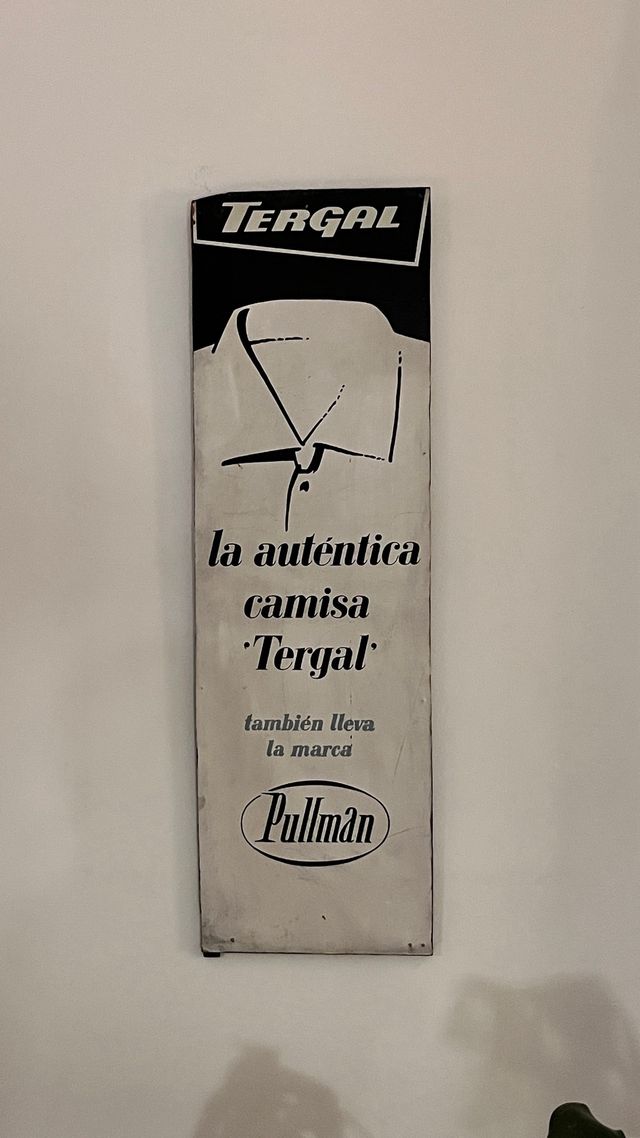 TERGAL
la auténtica
camisa
'Tergal'
también lleva
la marca
Pullman